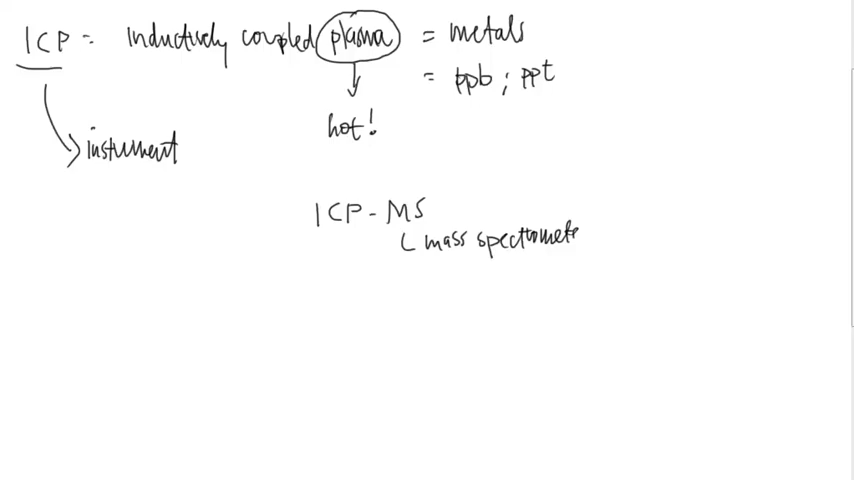 ICP = inductively coupled plasma = metals
= ppb ; ppt
hot!
instrument
ICP - MS
mass spectromete